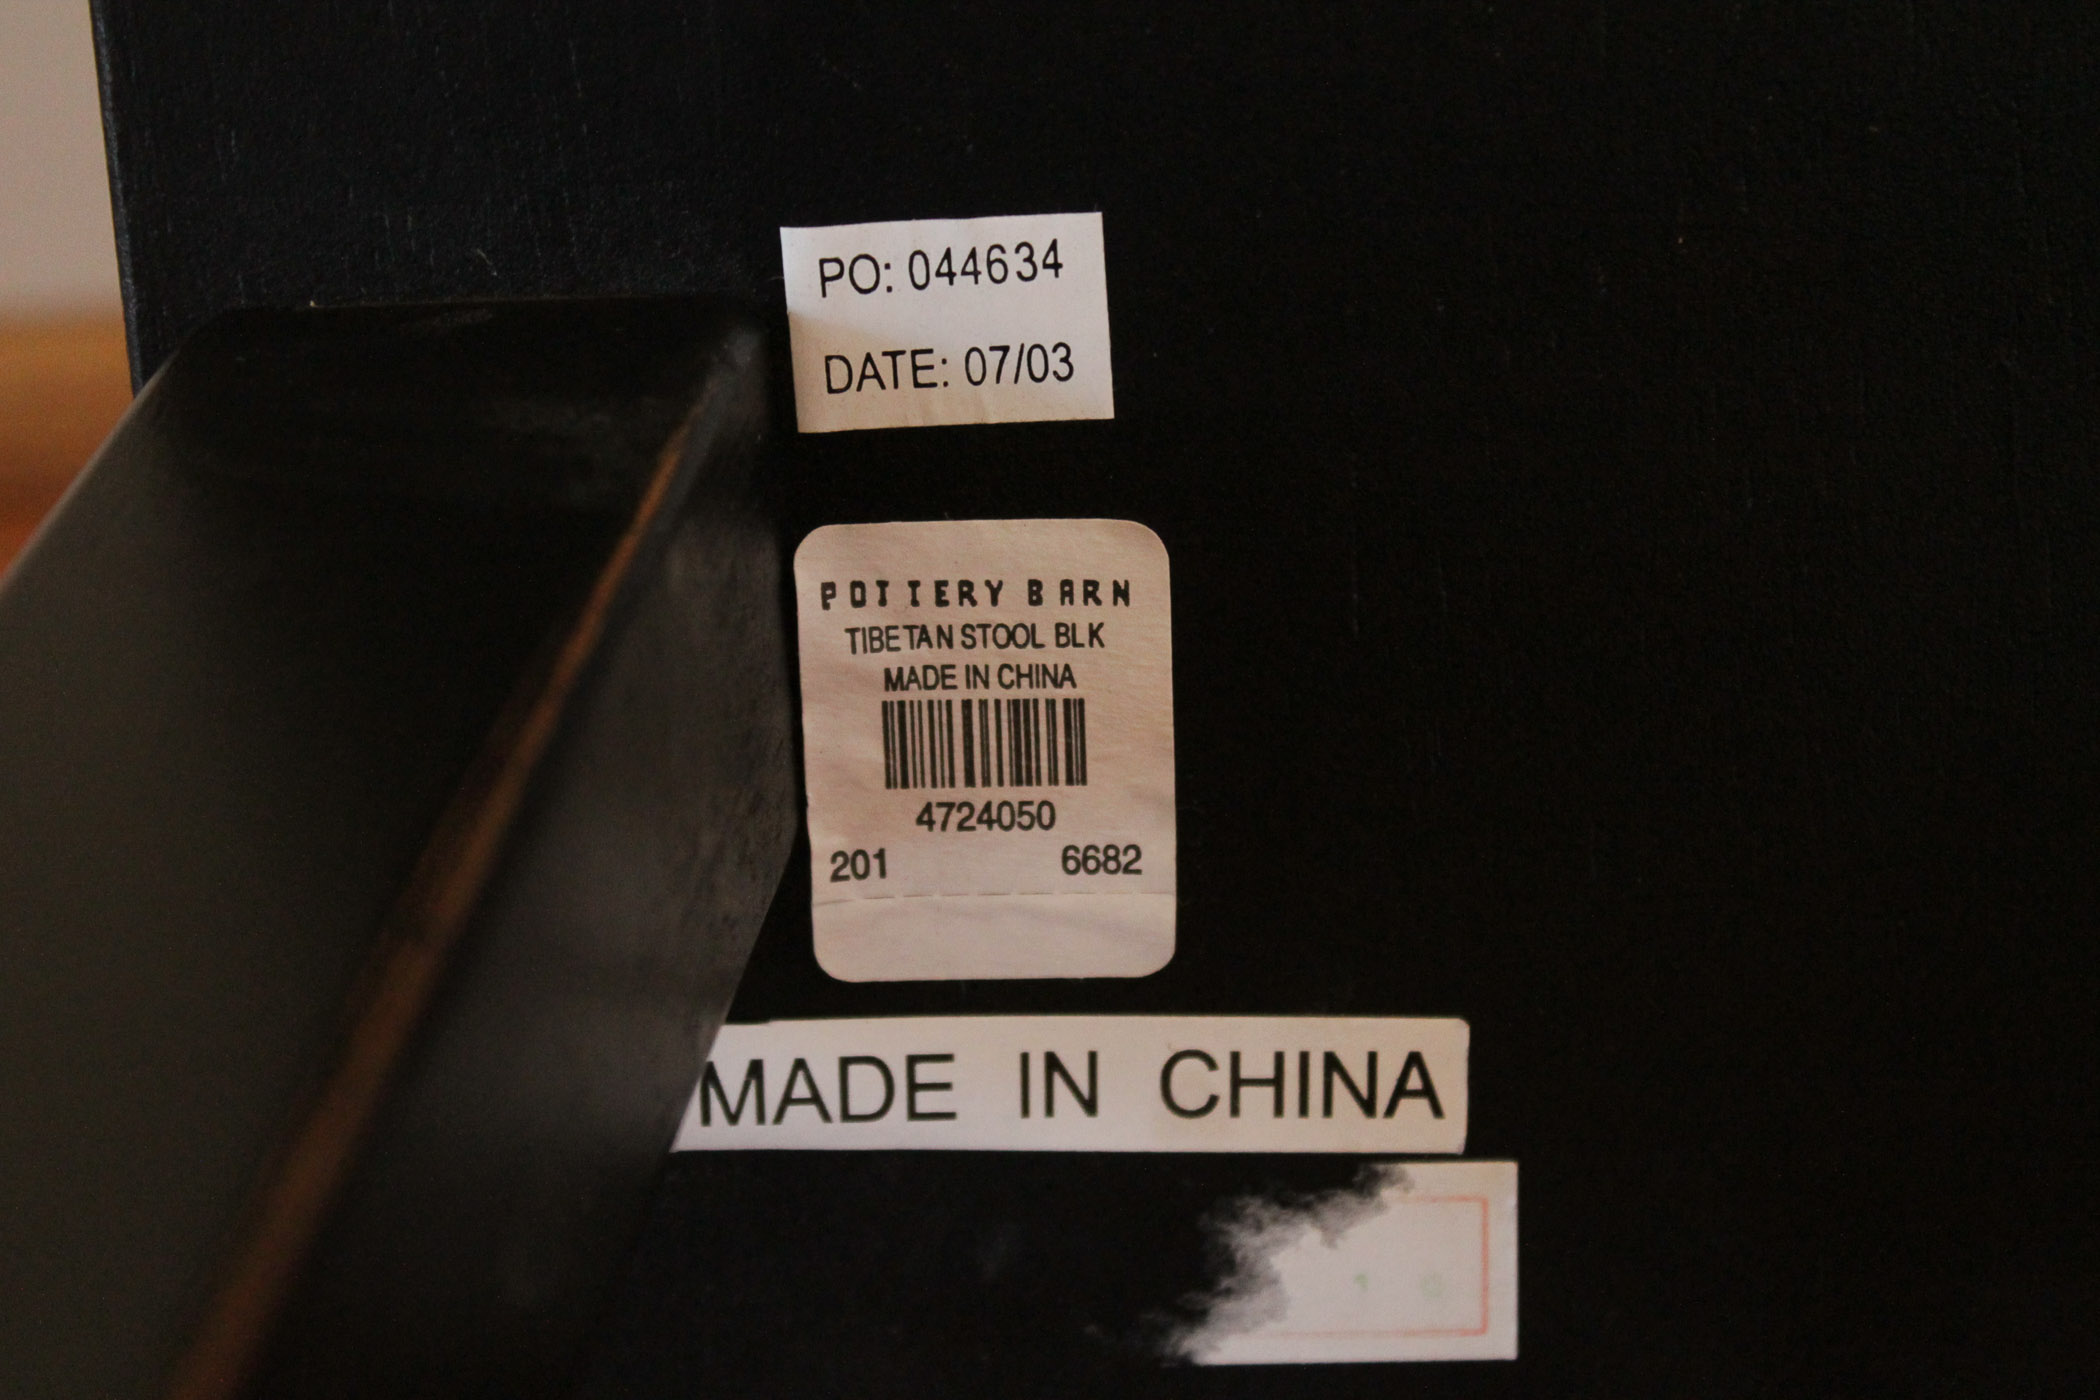 PO: 044634
DATE: 07/03
POTTERY BARN
TIBETAN STOOL BLK
MADE IN CHINA
4724050
201 6682
MADE IN CHINA